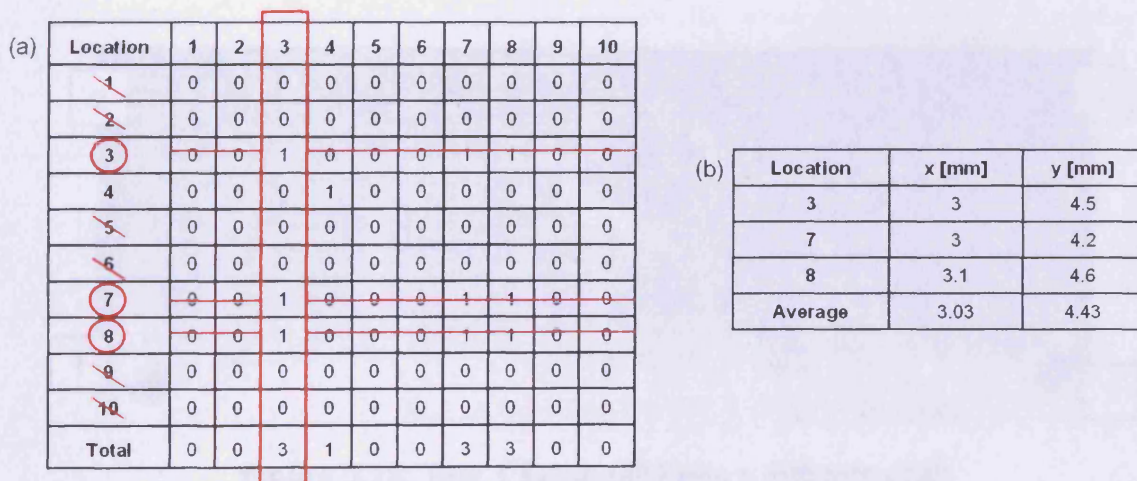 (a)
Location 1 2 3 4 5 6 7 8 9 10
1 0 0 0 0 0 0 0 0 0 0
2 0 0 0 0 0 0 0 0 0 0
3 0 0 1 0 0 0 1 1 0 0
4 0 0 0 1 0 0 0 0 0 0
5 0 0 0 0 0 0 0 0 0 0
6 0 0 0 0 0 0 0 0 0 0
7 0 0 1 0 0 0 1 1 0 0
8 0 0 1 0 0 0 1 1 0 0
9 0 0 0 0 0 0 0 0 0 0
10 0 0 0 0 0 0 0 0 0 0
Total 0 0 3 1 0 0 3 3 0 0
(b)
Location x [mm] y [mm]
3 3 4.5
7 3 4.2
8 3.1 4.6
Average 3.03 4.43